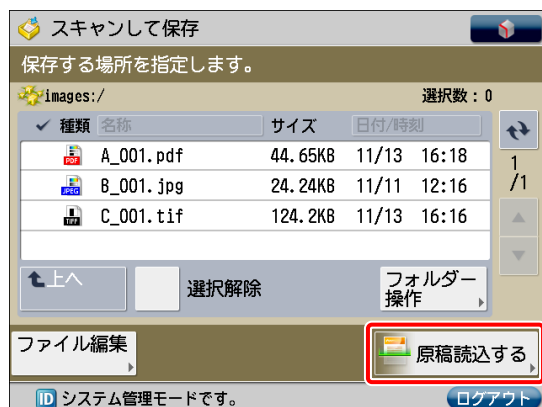 スキャンして保存
保存する場所を指定します。
images:/ 選択数: 0
種類 名称 サイズ 日付/時刻
PDF A_001.pdf 44.65KB 11/13 16:18
JPEG B_001.jpg 24.24KB 11/11 12:16
TIFF C_001.tif 124.2KB 11/13 16:16
1
/1
上へ 選択解除 フォルダー
操作
ファイル編集 原稿読込する
ID システム管理モードです。 ログアウト